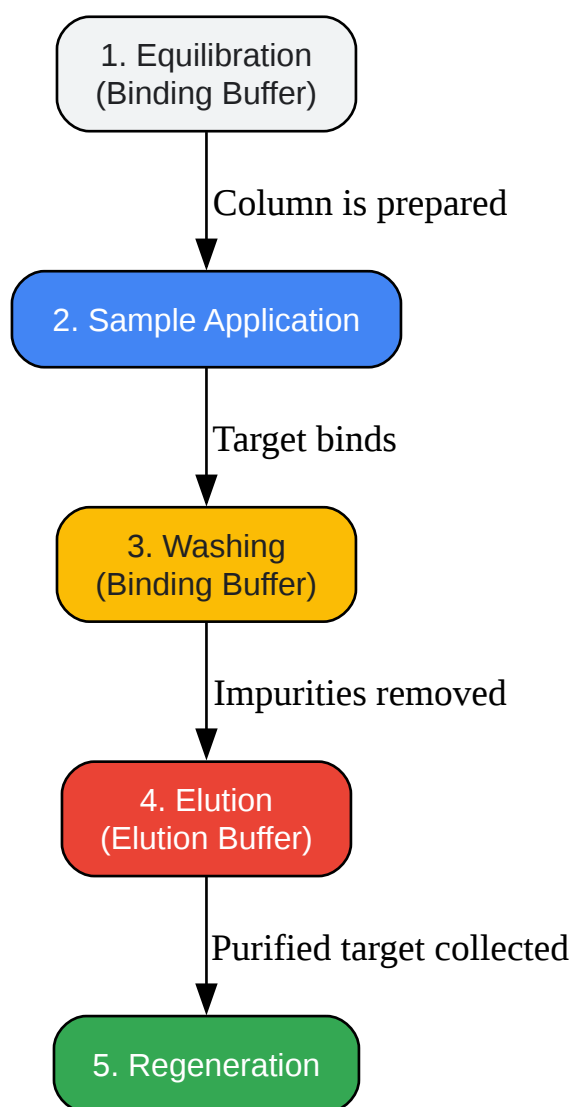 1. Equilibration
(Binding Buffer)
Column is prepared
2. Sample Application
Target binds
3. Washing
(Binding Buffer)
Impurities removed
4. Elution
(Elution Buffer)
Purified target collected
5. Regeneration